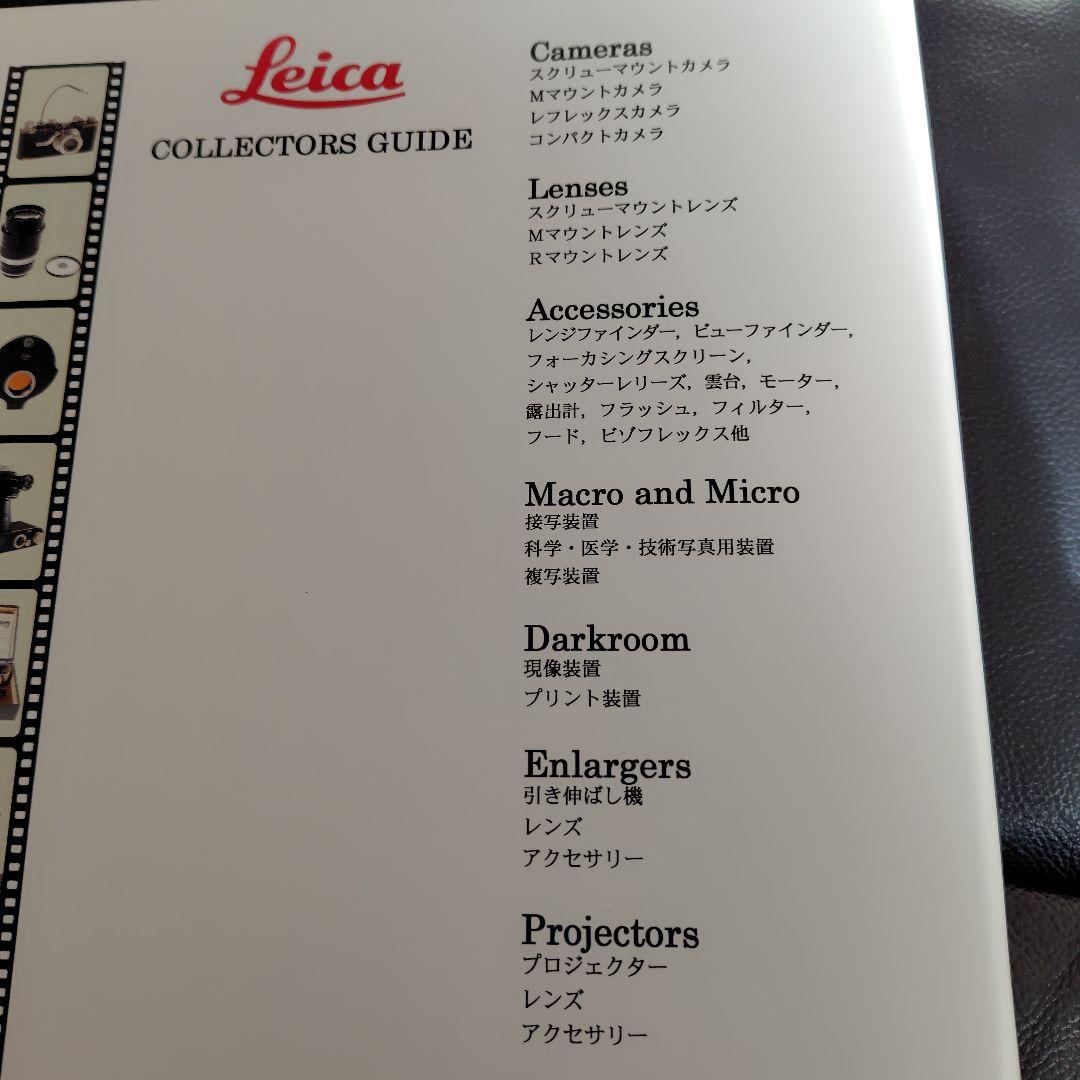 Leica
COLLECTORS GUIDE
Cameras
スクリューマウントカメラ
Mマウントカメラ
レフレックスカメラ
コンパクトカメラ
Lenses
スクリューマウントレンズ
Mマウントレンズ
Rマウントレンズ
Accessories
レンジファインダー，ビューファインダー，
フォーカシングスクリーン，
シャッターレリーズ，雲台，モーター，
露出計，フラッシュ，フィルター，
フード，ビゾフレックス他
Macro and Micro
接写装置
科学・医学・技術写真用装置
複写装置
Darkroom
現像装置
プリント装置
Enlargers
引き伸ばし機
レンズ
アクセサリー
Projectors
プロジェクター
レンズ
アクセサリー